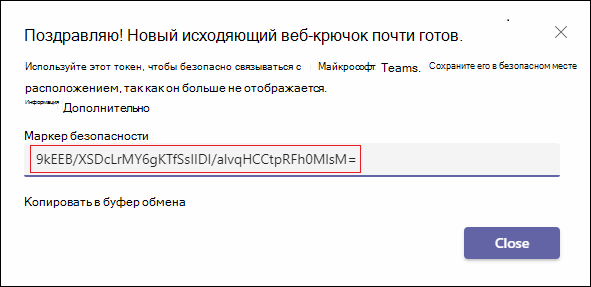 Поздравляю! Новый исходящий веб-крючок почти готов.
Используйте этот токен, чтобы безопасно связываться с Майкрософт Teams. Сохраните его в безопасном месте
расположением, так как он больше не отображается.
Информация Дополнительно
Маркер безопасности
9kEEB/XSDcLrMY6gKTfSsIIDI/aIvqHCCtpRFh0MIsM=
Копировать в буфер обмена
Close